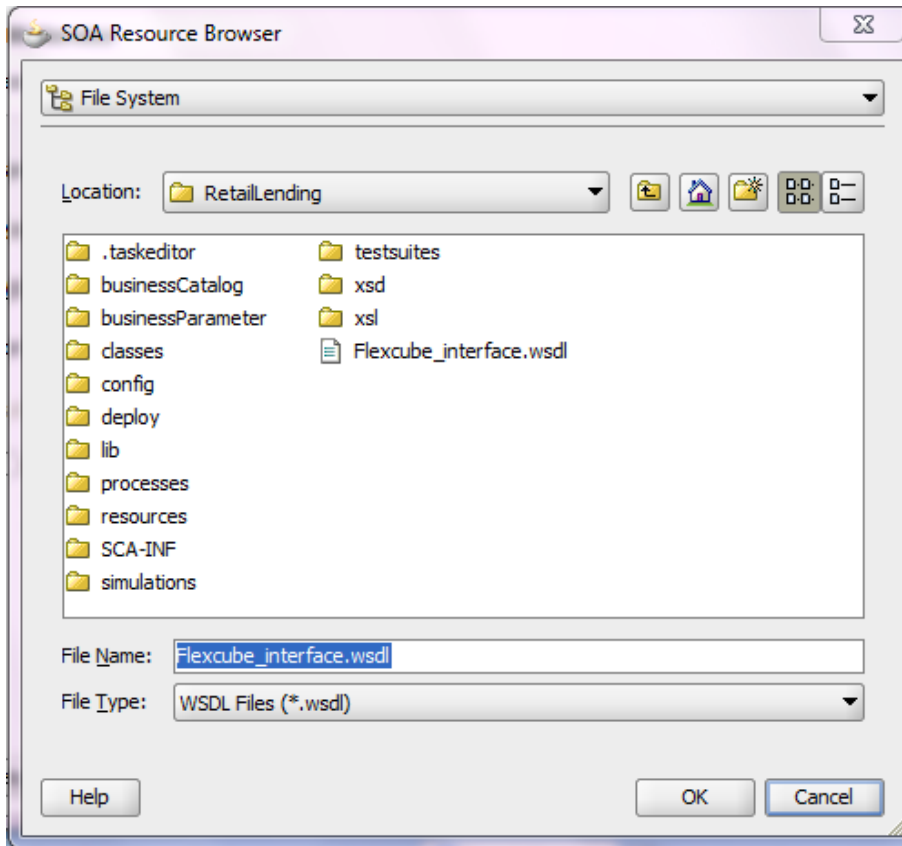 SOA Resource Browser
File System
Location: RetailLending
.taskeditor
businessCatalog
businessParameter
classes
config
deploy
lib
processes
resources
SCA-INF
simulations
testsuites
xsd
xsl
Flexcube_interface.wsdl
File Name: Flexcube_interface.wsdl
File Type: WSDL Files (*.wsdl)
Help OK Cancel